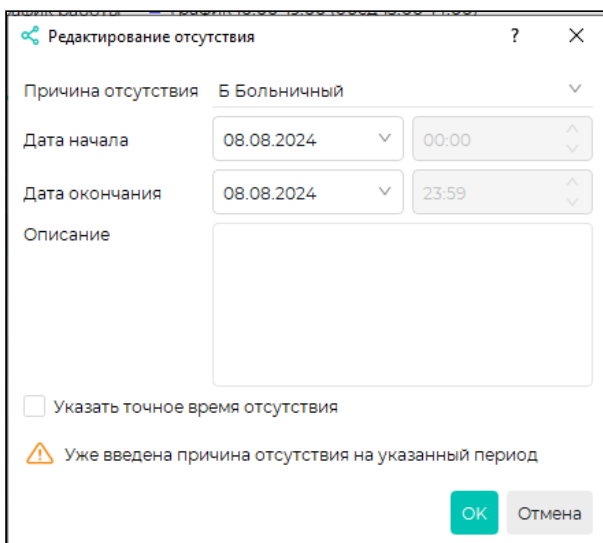 Редактирование отсутствия ?
Причина отсутствия Б Больничный
Дата начала 08.08.2024 00:00
Дата окончания 08.08.2024 23:59
Описание
Указать точное время отсутствия
Уже введена причина отсутствия на указанный период
OK Отмена